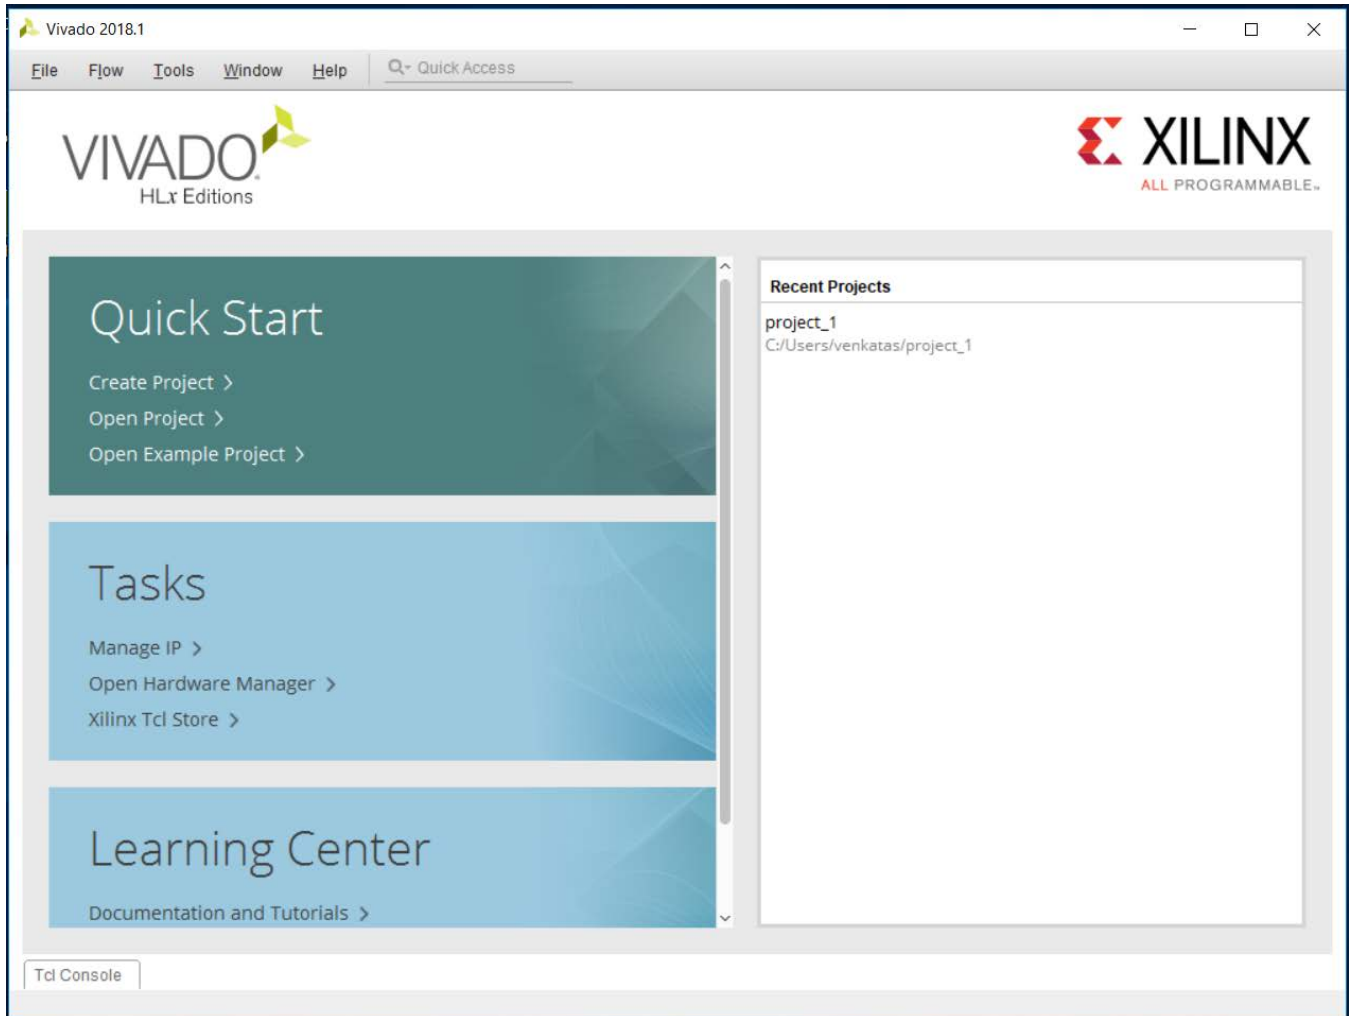 Vivado 2018.1
File Flow Tools Window Help Quick Access
VIVADO.
HLx Editions
XILINX
ALL PROGRAMMABLE™
Quick Start
Create Project >
Open Project >
Open Example Project >
Tasks
Manage IP >
Open Hardware Manager >
Xilinx Tcl Store >
Learning Center
Documentation and Tutorials >
Recent Projects
project_1
C:/Users/venkatas/project_1
Tcl Console